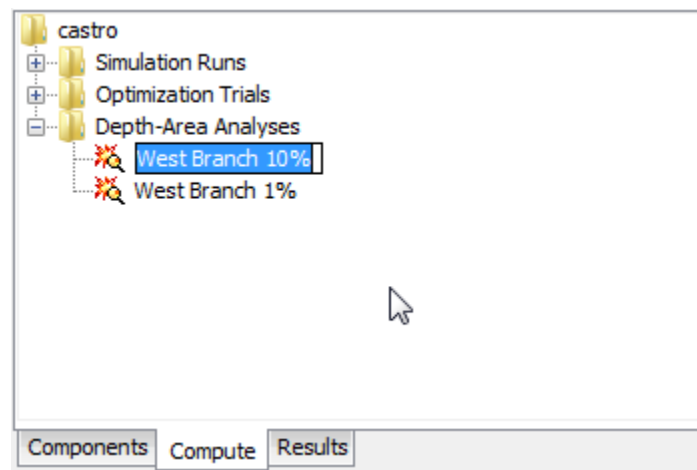 castro
Simulation Runs
Optimization Trials
Depth-Area Analyses
West Branch 10%
West Branch 1%
Components Compute Results